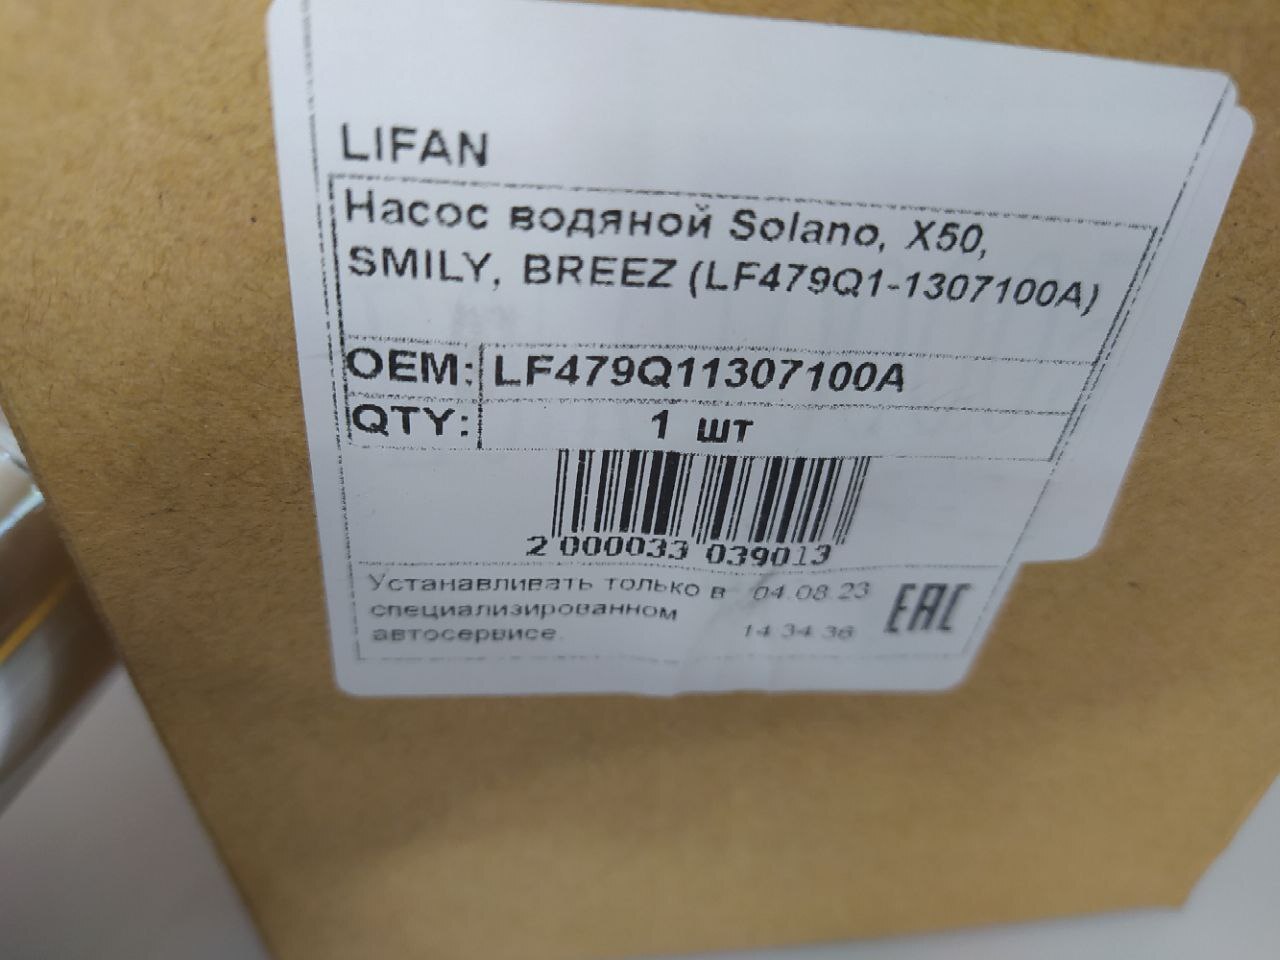 LIFAN
Насос водяной Solano, X50,
SMILY, BREEZ (LF479Q1-1307100A)
OEM: LF479Q11307100A
QTY: 1 шт
2 000033 039013
Устанавливать только в 04.08.23
специализированном
автосервисе. 14:34:36
EAC